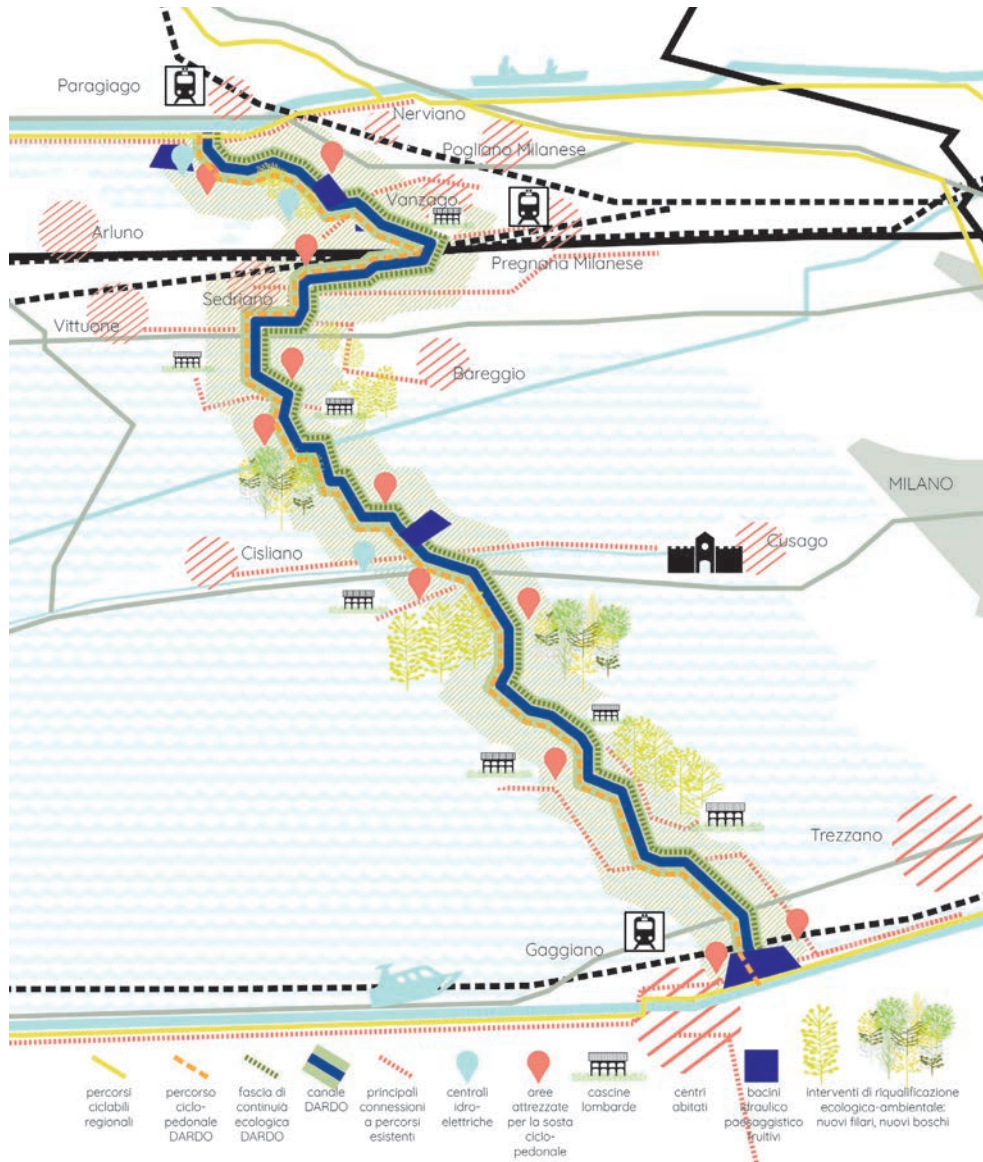 Paragiago
Nerviano
Pogliano Milanese
Vanzago
Arluno
Pregnana Milanese
Sedriano
Vittuone
Bareggio
MILANO
Cusago
Cisliano
Trezzano
Gaggiano
percorsi
ciclabili
regionali
percorso
ciclo-
pedonale
DARDO
fascia di
continuià
ecologica
DARDO
canale
DARDO
principali
connessioni
a percorsi
esistenti
centrali
idro-
elettriche
aree
attrezzate
per la sosta
ciclo-
pedonale
cascine
lombarde
centri
abitati
bacini
idraulico
paesaggistico
fruitivi
interventi di riqualificazione
ecologica-ambientale:
nuovi filari, nuovi boschi